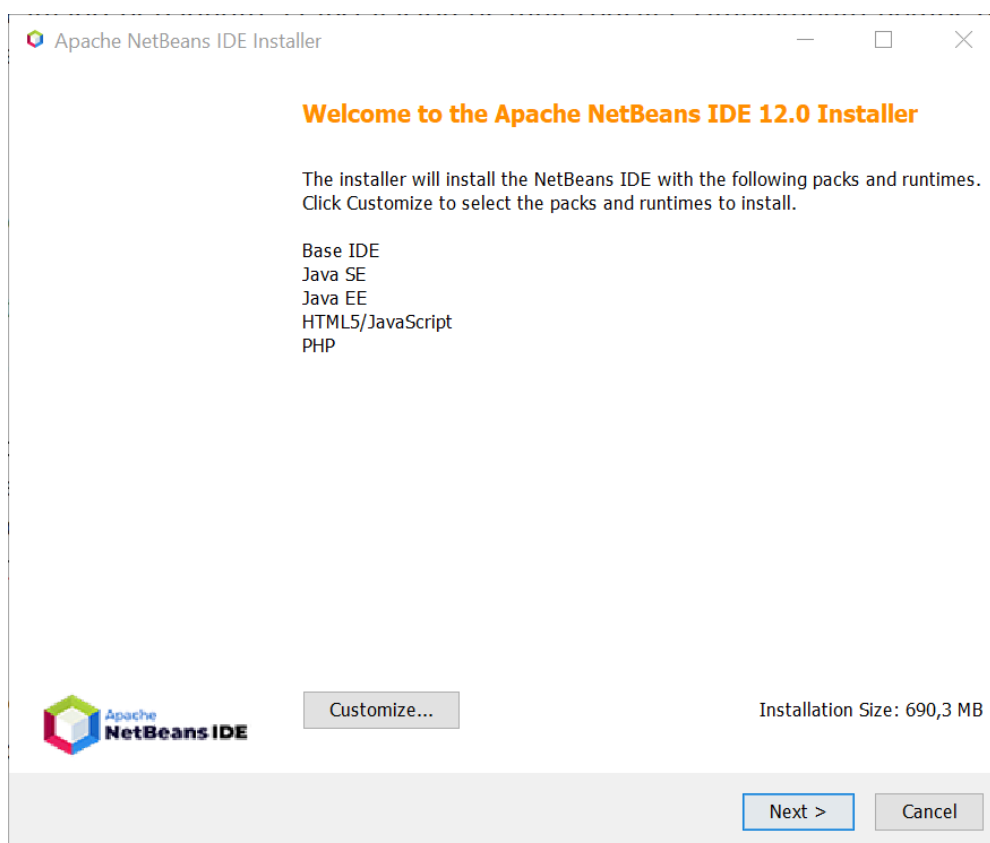 Apache NetBeans IDE Installer
Welcome to the Apache NetBeans IDE 12.0 Installer
The installer will install the NetBeans IDE with the following packs and runtimes.
Click Customize to select the packs and runtimes to install.
Base IDE
Java SE
Java EE
HTML5/JavaScript
PHP
Apache
NetBeans IDE
Customize...
Installation Size: 690,3 MB
Next >
Cancel